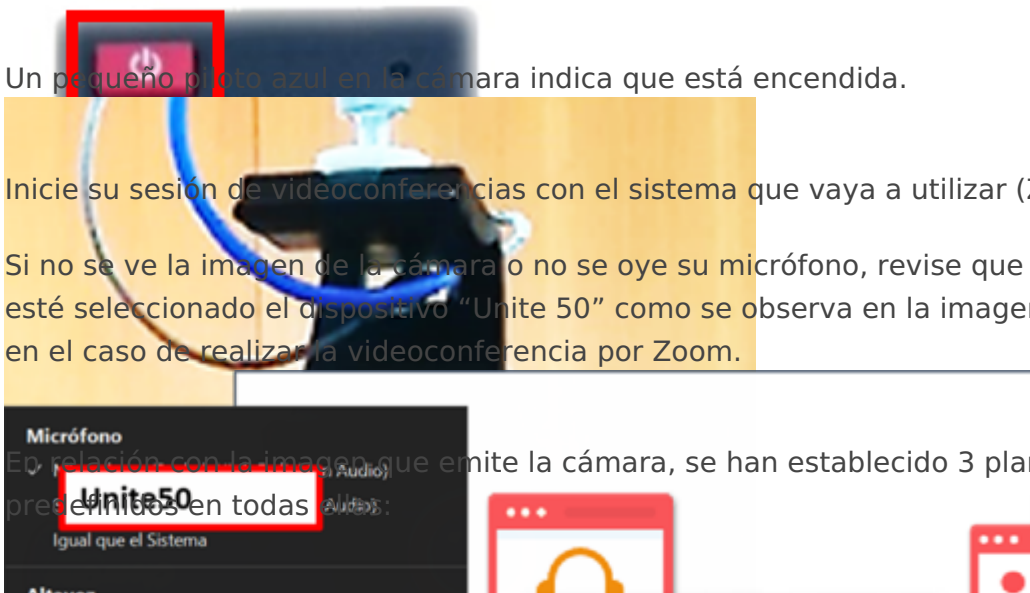 Un pequeño piloto azul en la cámara indica que está encendida.
Inicie su sesión de videoconferencias con el sistema que vaya a utilizar (
Si no se ve la imagen de la cámara o no se oye su micrófono, revise que
esté seleccionado el dispositivo “Unite 50” como se observa en la imagen
en el caso de realizar la videoconferencia por Zoom.
Micrófono
En relación con la imagen que emite la cámara, se han establecido 3
Audio)
predefinidos en todas ellas:
Unite50
Audio)
Igual que el Sistema